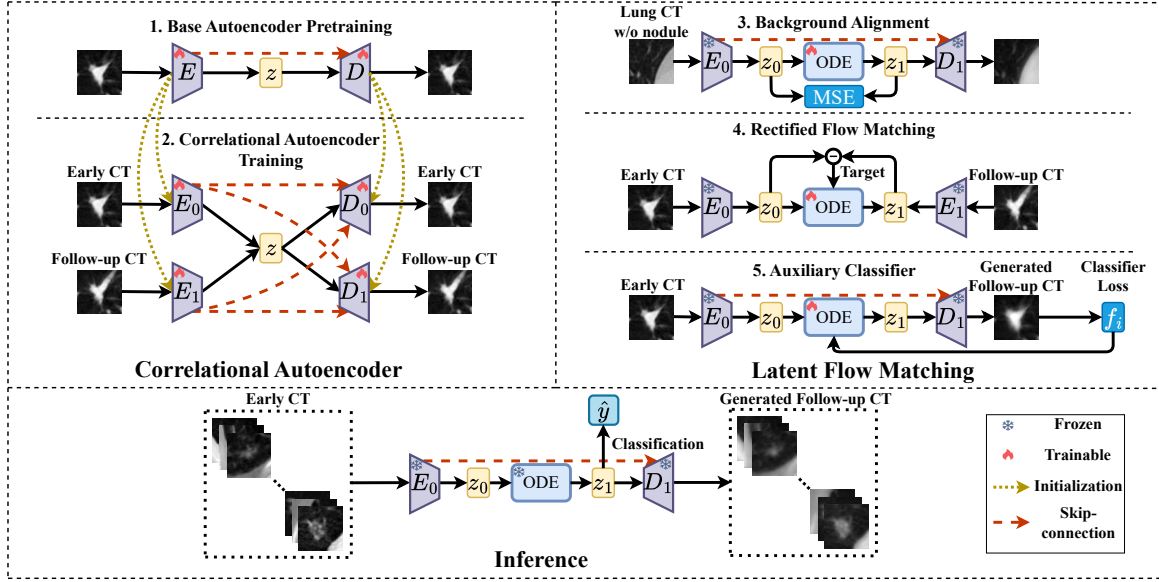 1. Base Autoencoder Pretraining
E
z
D
2. Correlational Autoencoder
Training
Early CT
Early CT
E₀
D₀
z
Follow-up CT
Follow-up CT
E₁
D₁
Correlational Autoencoder
Lung CT
w/o nodule
3. Background Alignment
E₀
z₀
ODE
z₁
D₁
MSE
4. Rectified Flow Matching
−
Target
Early CT
Follow-up CT
E₀
z₀
ODE
z₁
E₁
5. Auxiliary Classifier
Early CT
Generated
Follow-up CT
Classifier
Loss
E₀
z₀
ODE
z₁
D₁
fᵢ
Latent Flow Matching
Early CT
Generated Follow-up CT
ŷ
Classification
E₀
z₀
ODE
z₁
D₁
Inference
Frozen
Trainable
Initialization
Skip-
connection